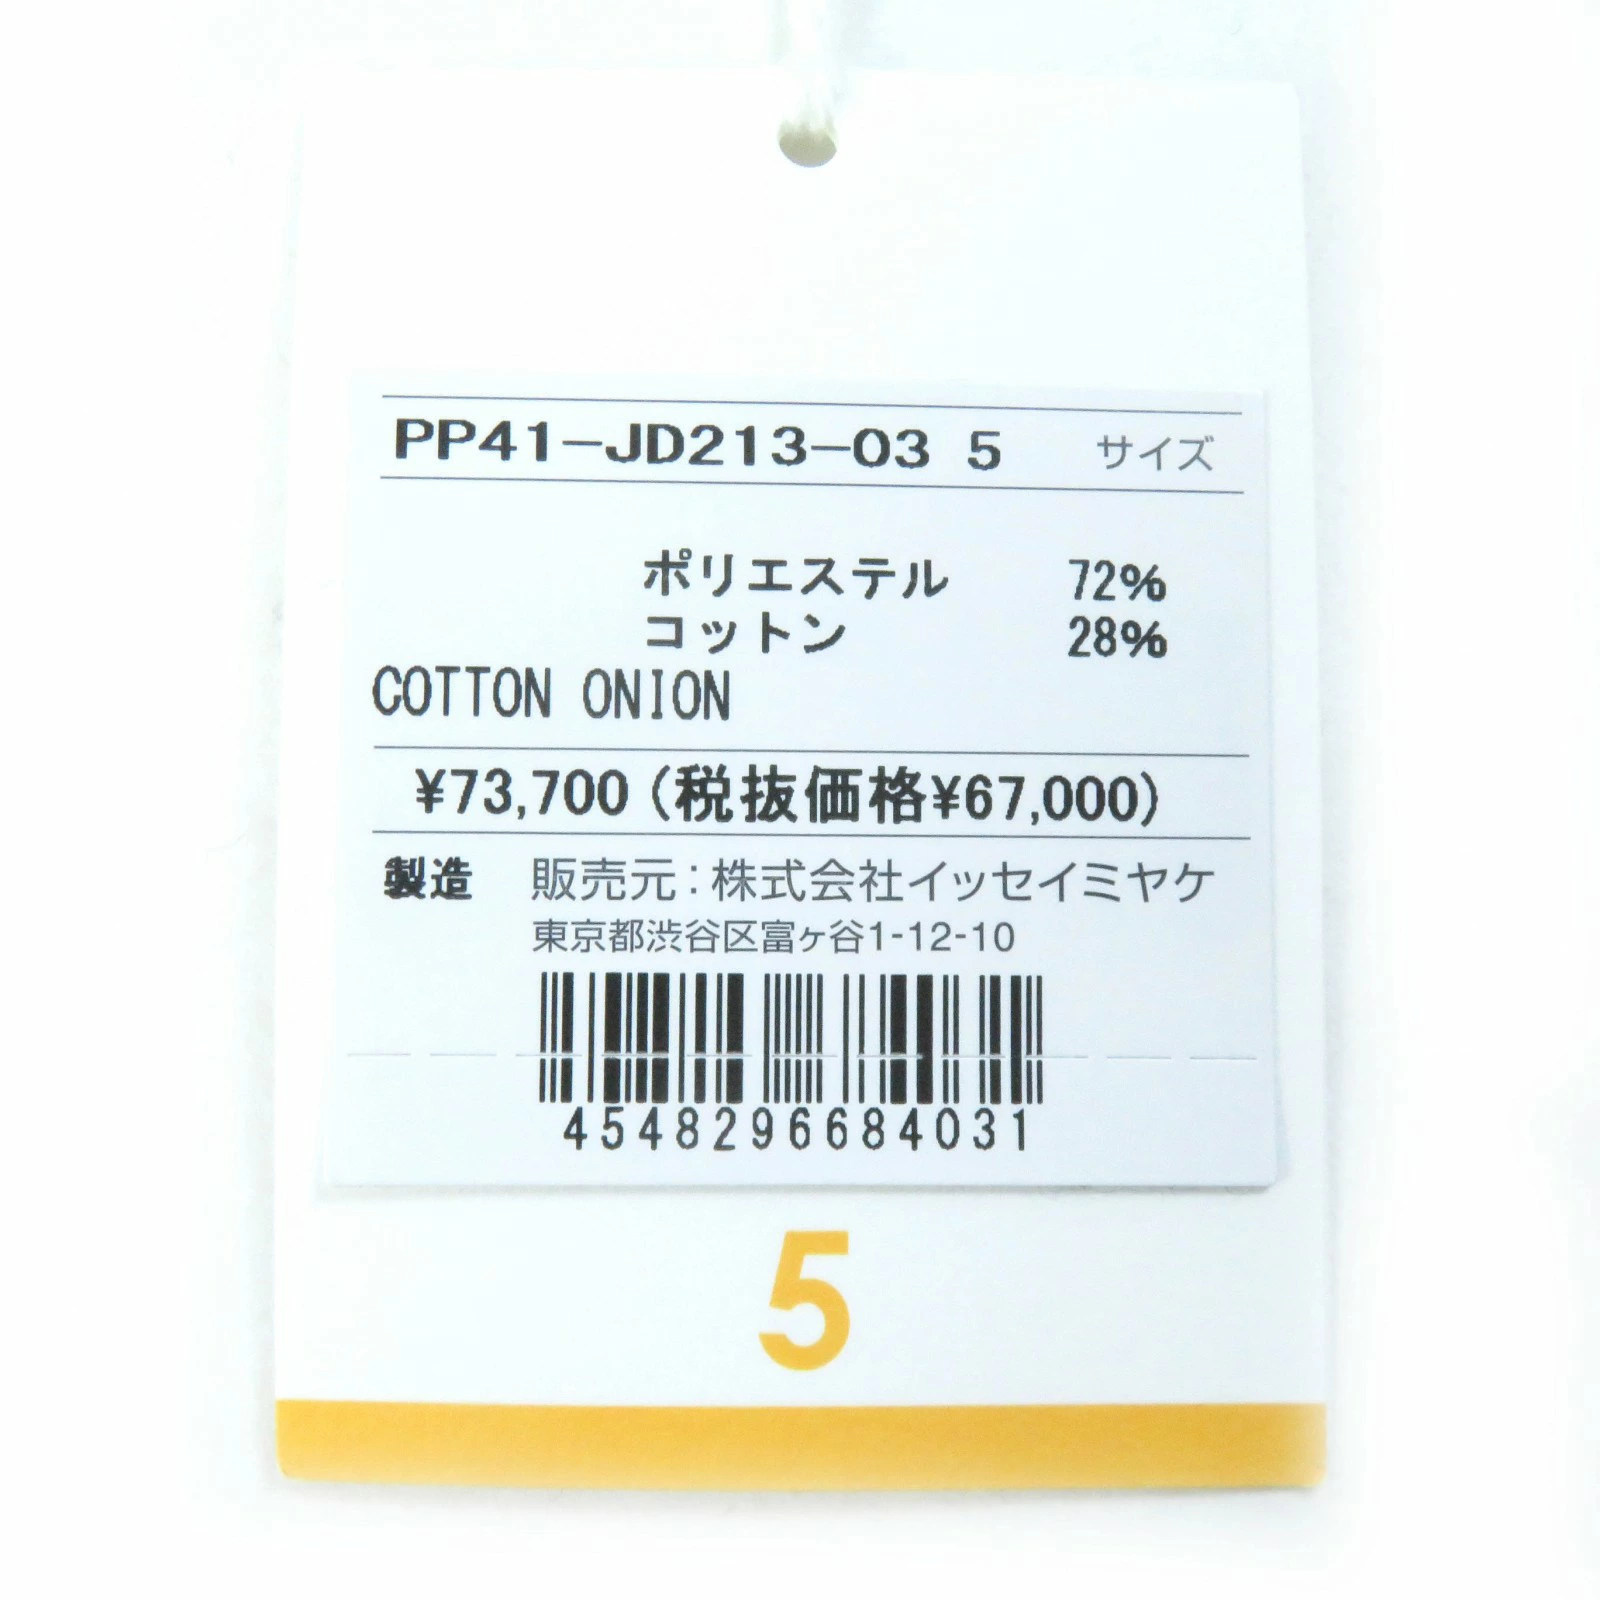 PP41-JD213-03 5 サイズ
ポリエステル 72%
コットン 28%
COTTON ONION
¥73,700(税抜価格¥67,000)
製造 販売元:株式会社イッセイミヤケ
東京都渋谷区富ヶ谷1-12-10
4548296684031
5